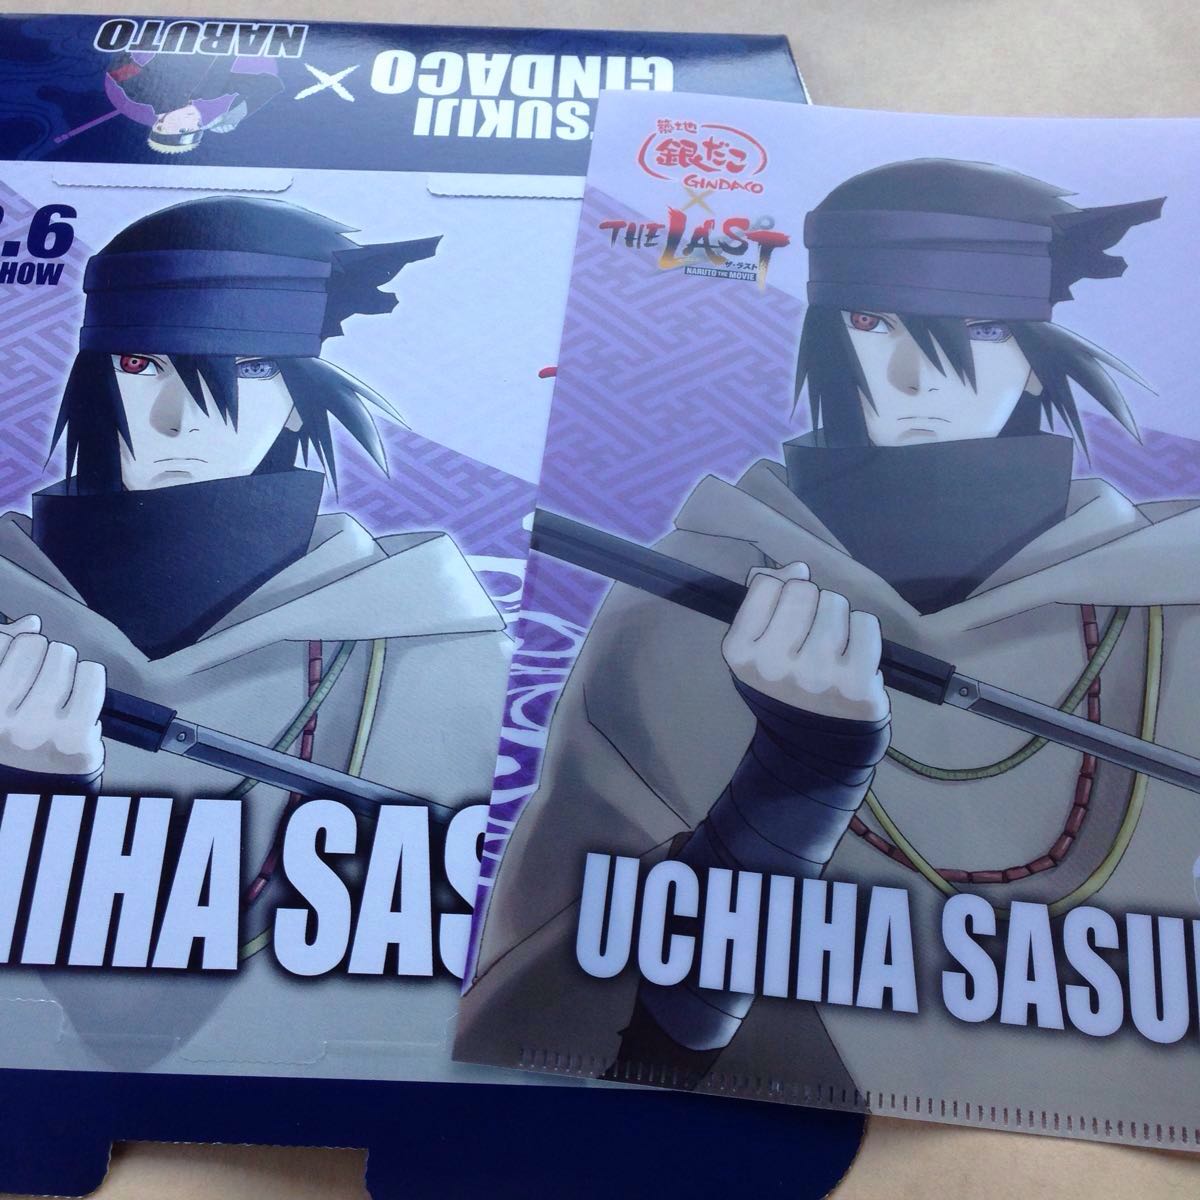 NARUTO
×
TSUKIJI
GINDACO
.6
HOW
HIHA SAS
築地
銀だこ
GINDACO
×
THE LAST
ザ・ラスト
NARUTO THE MOVIE
UCHIHA SASU